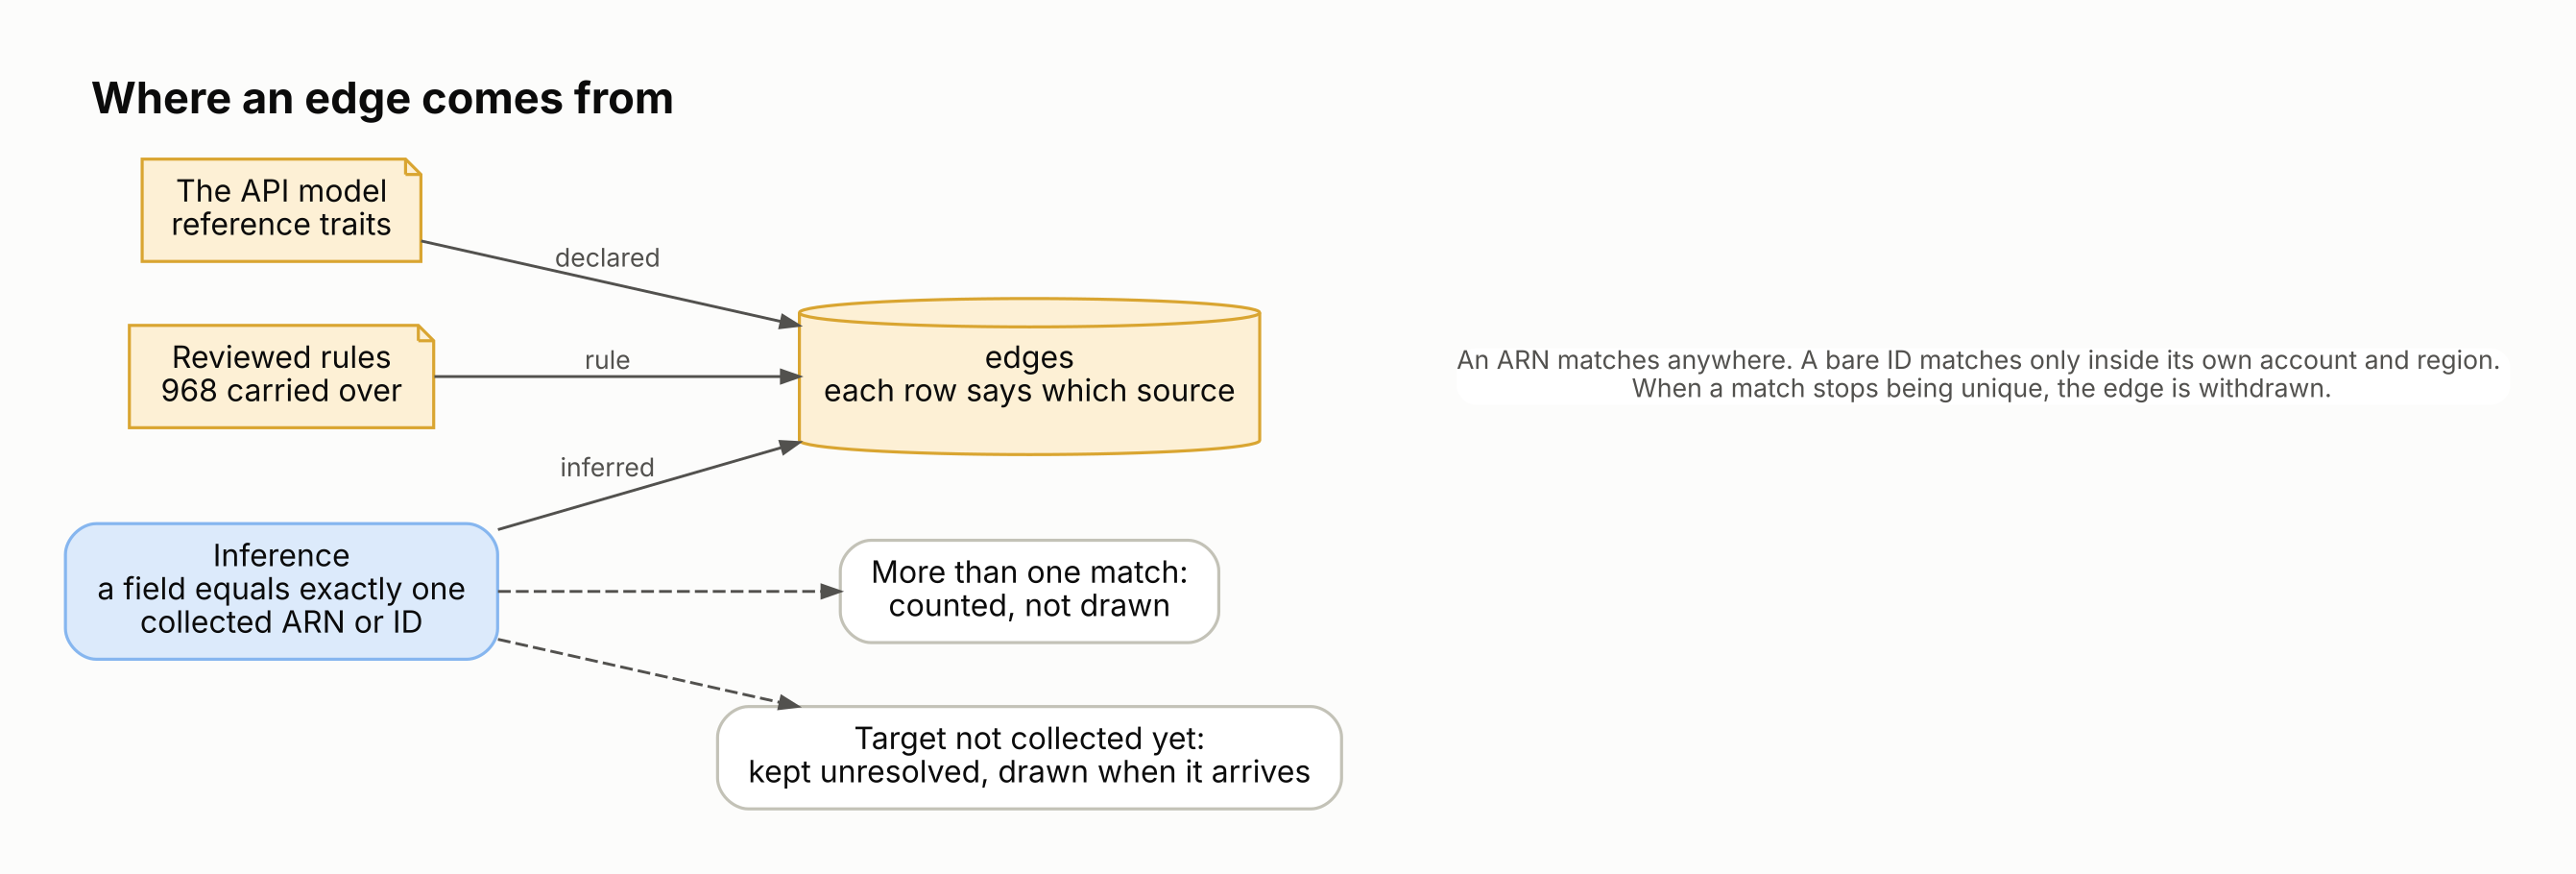 Where an edge comes from
The API model
reference traits
declared
Reviewed rules
968 carried over
rule
edges
each row says which source
An ARN matches anywhere. A bare ID matches only inside its own account and region.
When a match stops being unique, the edge is withdrawn.
inferred
Inference
a field equals exactly one
collected ARN or ID
More than one match:
counted, not drawn
Target not collected yet:
kept unresolved, drawn when it arrives